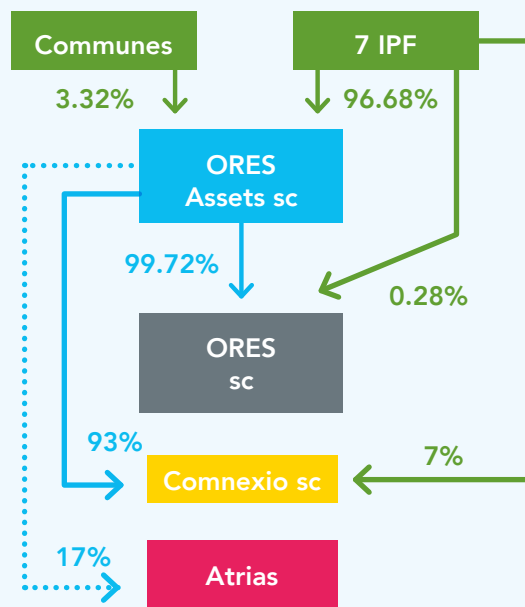 Communes
7 IPF
3.32%
96.68%
ORES
Assets sc
99.72%
0.28%
ORES
sc
93%
7%
Comnexio sc
17%
Atrias